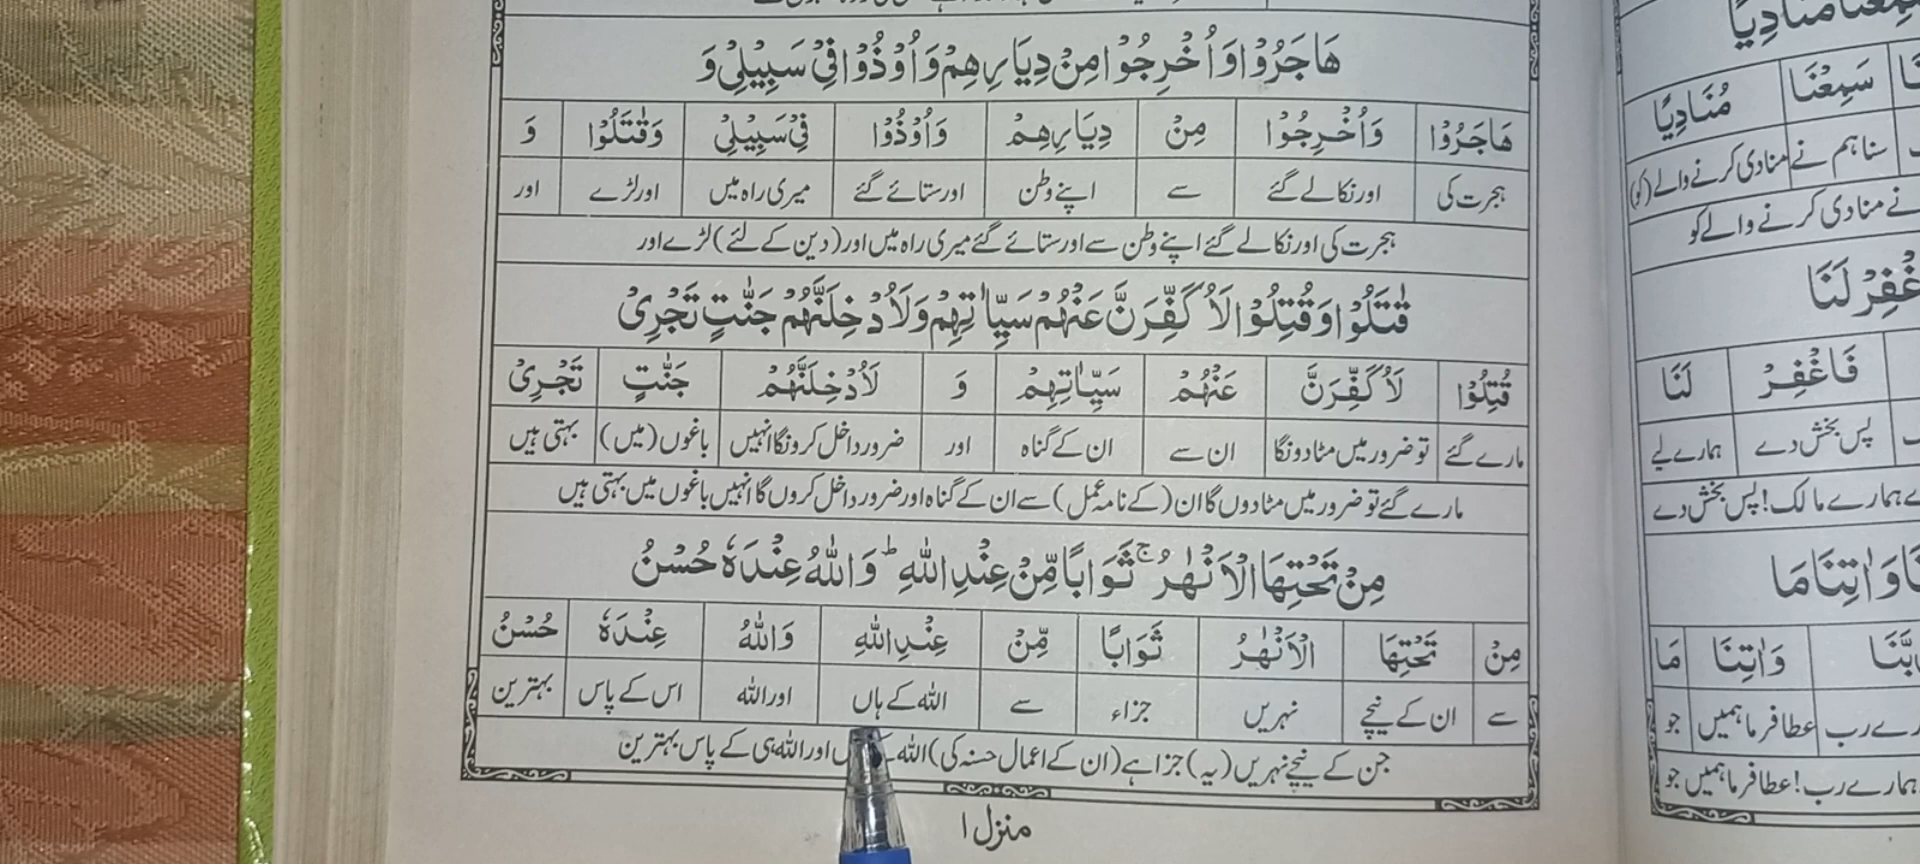 هَاجَرُوْا وَاُخْرِجُوْا مِنْ دِيَارِهِمْ وَاُوْذُوْا فِيْ سَبِيْلِيْ وَ
هَاجَرُوْا وَاُخْرِجُوْا مِنْ دِيَارِهِمْ وَاُوْذُوْا فِيْ سَبِيْلِيْ وَقٰتَلُوْا وَ
ہجرت کی اور نکالے گئے سے اپنے وطن اور ستائے گئے میری راہ میں اور لڑے اور
ہجرت کی اور نکالے گئے اپنے وطن سے اور ستائے گئے میری راہ میں اور (دین کے لئے) لڑے اور
قٰتَلُوْا وَقُتِلُوْا لَاُكَفِّرَنَّ عَنْهُمْ سَيِّاٰتِهِمْ وَلَاُدْخِلَنَّهُمْ جَنّٰتٍ تَجْرِيْ
قُتِلُوْا لَاُكَفِّرَنَّ عَنْهُمْ سَيِّاٰتِهِمْ وَ لَاُدْخِلَنَّهُمْ جَنّٰتٍ تَجْرِيْ
مارے گئے تو ضرور میں مٹا دونگا ان سے ان کے گناہ اور ضرور داخل کرونگا انہیں باغوں (میں) بہتی ہیں
مارے گئے تو ضرور میں مٹا دوں گا ان (کے نامہ عمل) سے ان کے گناہ اور ضرور داخل کروں گا انہیں باغوں میں بہتی ہیں
مِنْ تَحْتِهَا الْاَنْهٰرُ ۚ ثَوَابًا مِّنْ عِنْدِ اللّٰهِ ؕ وَاللّٰهُ عِنْدَهٗ حُسْنُ
مِنْ تَحْتِهَا الْاَنْهٰرُ ثَوَابًا مِّنْ عِنْدِ اللّٰهِ وَاللّٰهُ عِنْدَهٗ حُسْنُ
سے ان کے نیچے نہریں جزاء سے اللہ کے ہاں اور اللہ اس کے پاس بہترین
جن کے نیچے نہریں (یہ) جزا ہے (ان کے اعمال حسنہ کی) اللہ اور اللہ ہی کے پاس بہترین
منزل ۱
سَمِعْنَا مُنَادِيًا
سَمِعْنَا مُنَادِيًا
سنا ہم نے منادی کرنے والے (کو)
نے منادی کرنے والے کو
لَنَا
فَاغْفِرْ لَنَا
پس بخش دے ہمارے لیے
ہمارے مالک! پس بخش دے
وَاٰتِنَا مَا
وَاٰتِنَا مَا
عطا فرما ہمیں جو
ہمارے رب! عطا فرما ہمیں جو